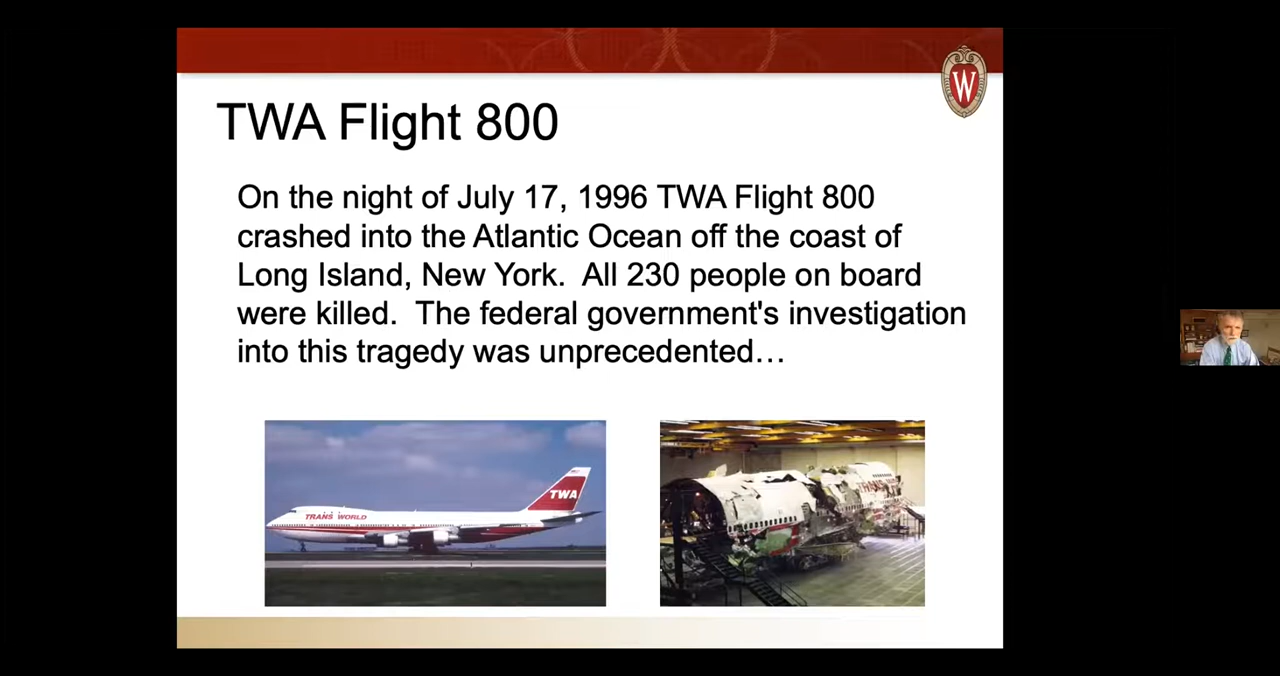 W
TWA Flight 800
On the night of July 17, 1996 TWA Flight 800
crashed into the Atlantic Ocean off the coast of
Long Island, New York.  All 230 people on board
were killed.  The federal government's investigation
into this tragedy was unprecedented…
TWA
TRANS WORLD